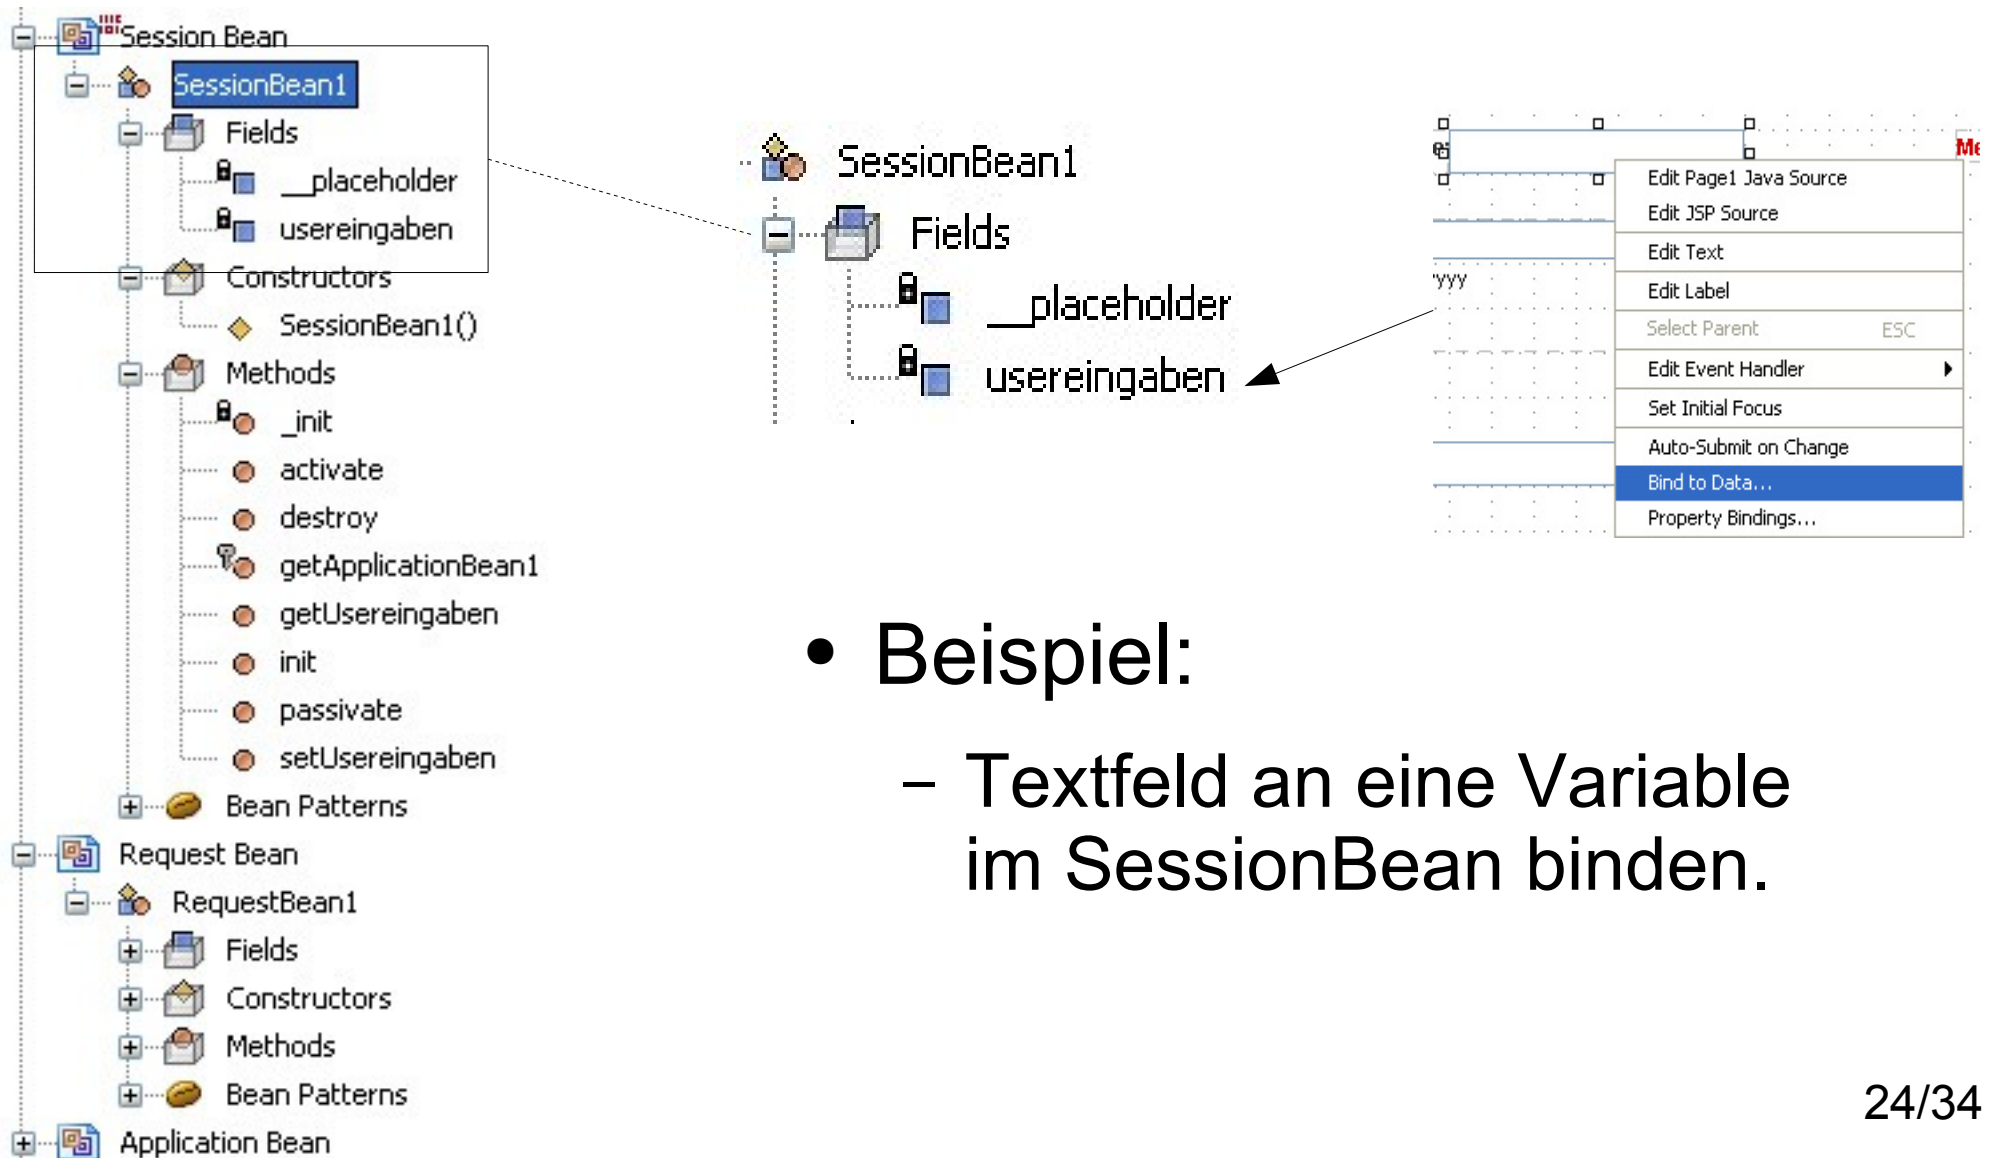 Session Bean
SessionBean1
Fields
__placeholder
usereingaben
Constructors
SessionBean1()
Methods
_init
activate
destroy
getApplicationBean1
getUsereingaben
init
passivate
setUsereingaben
Bean Patterns
Request Bean
RequestBean1
Fields
Constructors
Methods
Bean Patterns
Application Bean
SessionBean1
Fields
__placeholder
usereingaben
Me
yyyy
Edit Page1 Java Source
Edit JSP Source
Edit Text
Edit Label
Select Parent ESC
Edit Event Handler
Set Initial Focus
Auto-Submit on Change
Bind to Data...
Property Bindings...
• Beispiel:
– Textfeld an eine Variable
im SessionBean binden.
24/34